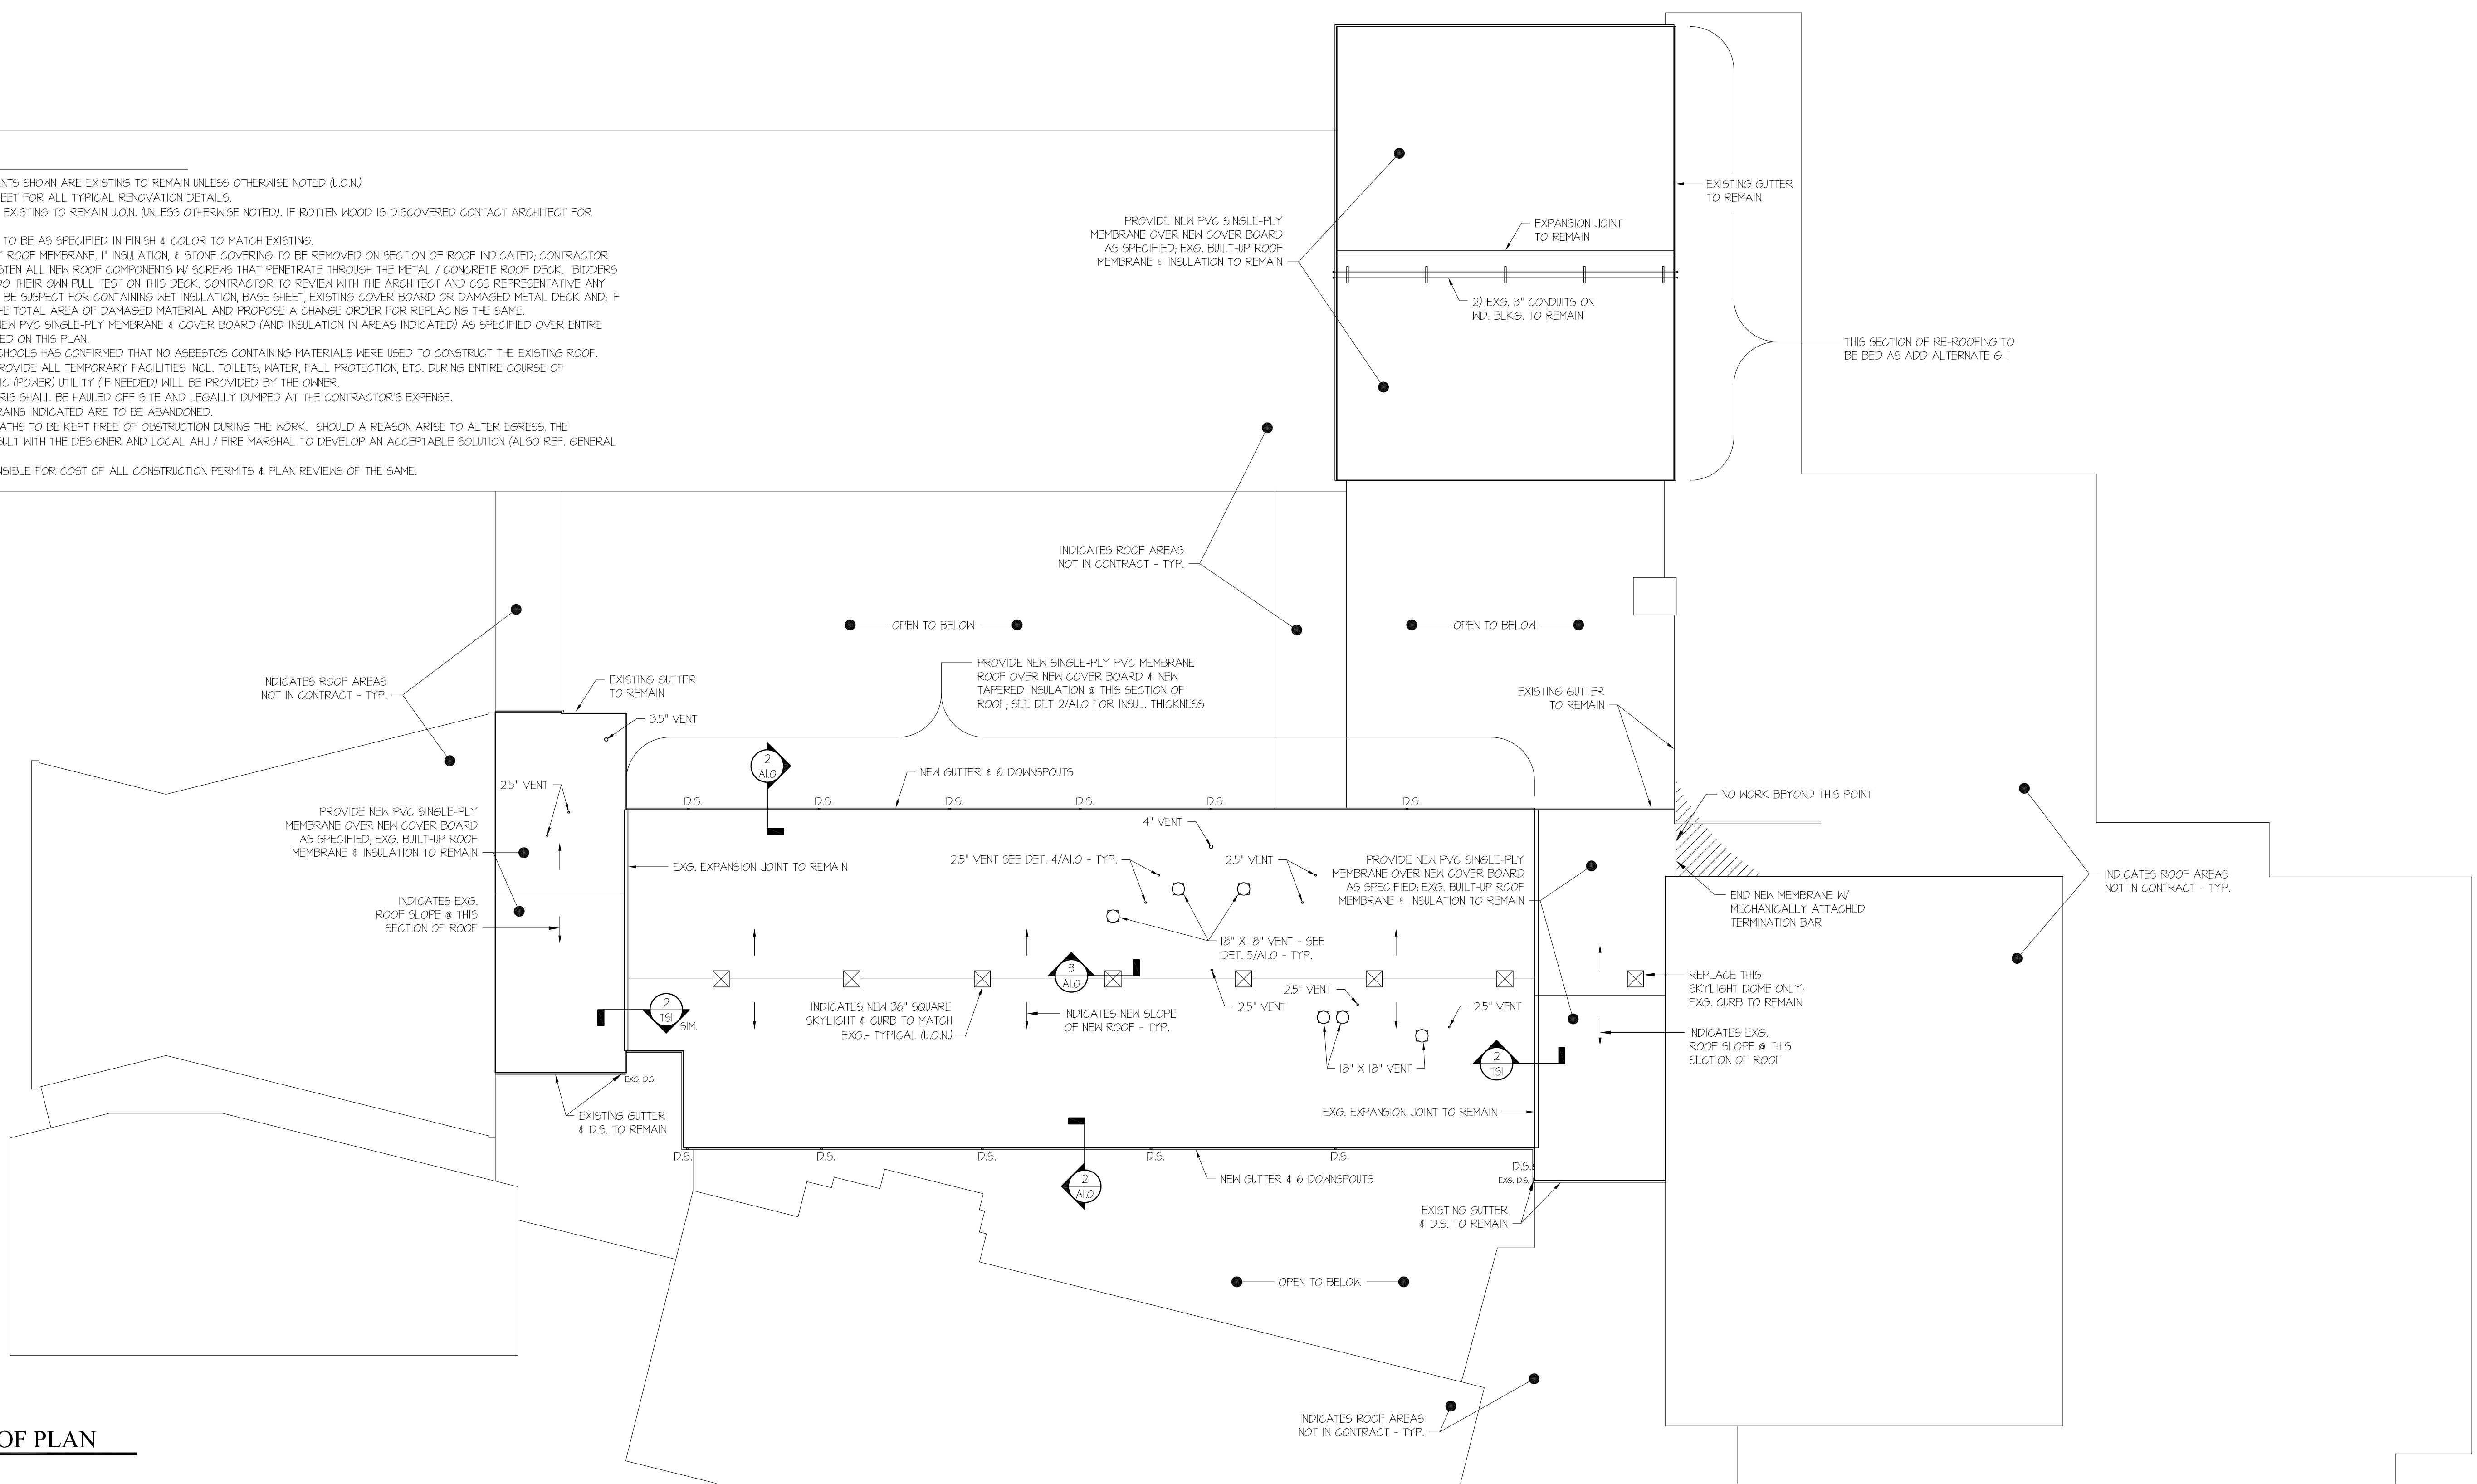 ENTS SHOWN ARE EXISTING TO REMAIN UNLESS OTHERWISE NOTED (U.O.N.)
EET FOR ALL TYPICAL RENOVATION DETAILS.
EXISTING TO REMAIN U.O.N. (UNLESS OTHERWISE NOTED). IF ROTTEN WOOD IS DISCOVERED CONTACT ARCHITECT FOR
TO BE AS SPECIFIED IN FINISH & COLOR TO MATCH EXISTING.
Y ROOF MEMBRANE, 1" INSULATION, & STONE COVERING TO BE REMOVED ON SECTION OF ROOF INDICATED; CONTRACTOR
STEN ALL NEW ROOF COMPONENTS W/ SCREWS THAT PENETRATE THROUGH THE METAL / CONCRETE ROOF DECK. BIDDERS
DO THEIR OWN PULL TEST ON THIS DECK. CONTRACTOR TO REVIEW WITH THE ARCHITECT AND CSS REPRESENTATIVE ANY
BE SUSPECT FOR CONTAINING WET INSULATION, BASE SHEET, EXISTING COVER BOARD OR DAMAGED METAL DECK AND; IF
HE TOTAL AREA OF DAMAGED MATERIAL AND PROPOSE A CHANGE ORDER FOR REPLACING THE SAME.
NEW PVC SINGLE-PLY MEMBRANE & COVER BOARD (AND INSULATION IN AREAS INDICATED) AS SPECIFIED OVER ENTIRE
ED ON THIS PLAN.
CHOOLS HAS CONFIRMED THAT NO ASBESTOS CONTAINING MATERIALS WERE USED TO CONSTRUCT THE EXISTING ROOF.
ROVIDE ALL TEMPORARY FACILITIES INCL. TOILETS, WATER, FALL PROTECTION, ETC. DURING ENTIRE COURSE OF
IC (POWER) UTILITY (IF NEEDED) WILL BE PROVIDED BY THE OWNER.
RIS SHALL BE HAULED OFF SITE AND LEGALLY DUMPED AT THE CONTRACTOR'S EXPENSE.
RAINS INDICATED ARE TO BE ABANDONED.
ATHS TO BE KEPT FREE OF OBSTRUCTION DURING THE WORK. SHOULD A REASON ARISE TO ALTER EGRESS, THE
SULT WITH THE DESIGNER AND LOCAL AHJ / FIRE MARSHAL TO DEVELOP AN ACCEPTABLE SOLUTION (ALSO REF. GENERAL
NSIBLE FOR COST OF ALL CONSTRUCTION PERMITS & PLAN REVIEWS OF THE SAME.
PROVIDE NEW PVC SINGLE-PLY
MEMBRANE OVER NEW COVER BOARD
AS SPECIFIED; EXG. BUILT-UP ROOF
MEMBRANE & INSULATION TO REMAIN
EXPANSION JOINT
TO REMAIN
2) EXG. 3" CONDUITS ON
WD. BLKG. TO REMAIN
EXISTING GUTTER
TO REMAIN
THIS SECTION OF RE-ROOFING TO
BE BED AS ADD ALTERNATE G-1
INDICATES ROOF AREAS
NOT IN CONTRACT - TYP.
OPEN TO BELOW
OPEN TO BELOW
INDICATES ROOF AREAS
NOT IN CONTRACT - TYP.
EXISTING GUTTER
TO REMAIN
3.5" VENT
PROVIDE NEW SINGLE-PLY PVC MEMBRANE
ROOF OVER NEW COVER BOARD & NEW
TAPERED INSULATION @ THIS SECTION OF
ROOF; SEE DET 2/A1.0 FOR INSUL. THICKNESS
EXISTING GUTTER
TO REMAIN
2
A1.0
NEW GUTTER & 6 DOWNSPOUTS
2.5" VENT
D.S.
D.S.
D.S.
D.S.
D.S.
D.S.
NO WORK BEYOND THIS POINT
PROVIDE NEW PVC SINGLE-PLY
MEMBRANE OVER NEW COVER BOARD
AS SPECIFIED; EXG. BUILT-UP ROOF
MEMBRANE & INSULATION TO REMAIN
EXG. EXPANSION JOINT TO REMAIN
4" VENT
2.5" VENT SEE DET. 4/A1.0 - TYP.
2.5" VENT
PROVIDE NEW PVC SINGLE-PLY
MEMBRANE OVER NEW COVER BOARD
AS SPECIFIED; EXG. BUILT-UP ROOF
MEMBRANE & INSULATION TO REMAIN
END NEW MEMBRANE W/
MECHANICALLY ATTACHED
TERMINATION BAR
INDICATES ROOF AREAS
NOT IN CONTRACT - TYP.
INDICATES EXG.
ROOF SLOPE @ THIS
SECTION OF ROOF
18" X 18" VENT - SEE
DET. 5/A1.0 - TYP.
3
A1.0
2
TS1
SIM.
INDICATES NEW 36" SQUARE
SKYLIGHT & CURB TO MATCH
EXG.- TYPICAL (U.O.N.)
INDICATES NEW SLOPE
OF NEW ROOF - TYP.
2.5" VENT
2.5" VENT
2.5" VENT
REPLACE THIS
SKYLIGHT DOME ONLY;
EXG. CURB TO REMAIN
INDICATES EXG.
ROOF SLOPE @ THIS
SECTION OF ROOF
18" X 18" VENT
2
TS1
EXG. D.S.
EXISTING GUTTER
& D.S. TO REMAIN
EXG. EXPANSION JOINT TO REMAIN
D.S.
D.S.
D.S.
D.S.
D.S.
D.S.
EXG. D.S.
2
A1.0
NEW GUTTER & 6 DOWNSPOUTS
EXISTING GUTTER
& D.S. TO REMAIN
OPEN TO BELOW
INDICATES ROOF AREAS
NOT IN CONTRACT - TYP.
OF PLAN